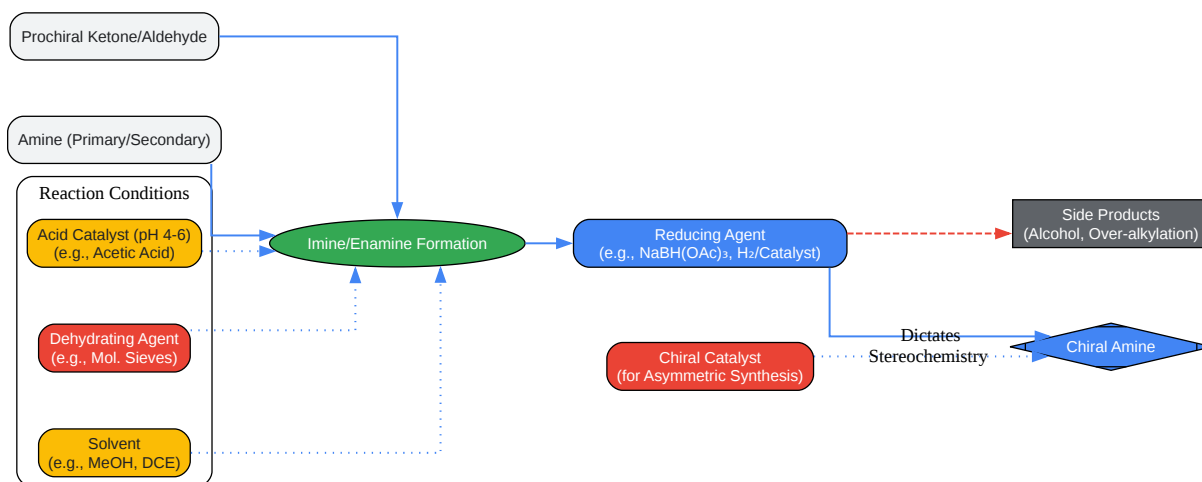 Prochiral Ketone/Aldehyde
Amine (Primary/Secondary)
Reaction Conditions
Acid Catalyst (pH 4-6)
(e.g., Acetic Acid)
Dehydrating Agent
(e.g., Mol. Sieves)
Solvent
(e.g., MeOH, DCE)
Imine/Enamine Formation
Reducing Agent
(e.g., NaBH(OAc)₃, H₂/Catalyst)
Side Products
(Alcohol, Over-alkylation)
Dictates
Stereochemistry
Chiral Catalyst
(for Asymmetric Synthesis)
Chiral Amine